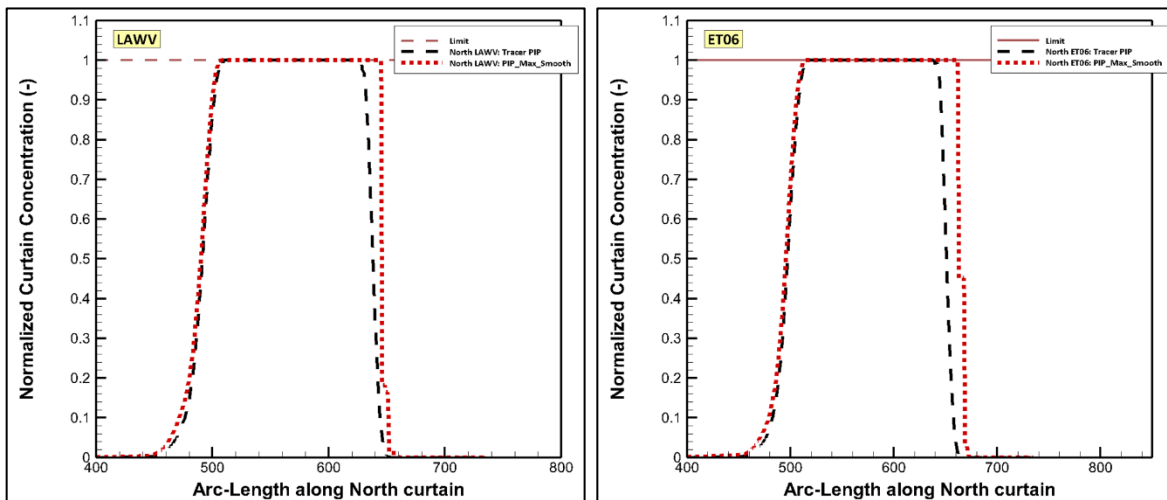 LAWV
Limit
North LAWV: Tracer PIP
North LAWV: PIP_Max_Smooth
Normalized Curtain Concentration (-)
1.1
1
0.9
0.8
0.7
0.6
0.5
0.4
0.3
0.2
0.1
0
400
500
600
700
800
Arc-Length along North curtain
ET06
Limit
North ET06: Tracer PIP
North ET06: PIP_Max_Smooth
Normalized Curtain Concentration (-)
1.1
1
0.9
0.8
0.7
0.6
0.5
0.4
0.3
0.2
0.1
0
400
500
600
700
800
Arc-Length along North curtain